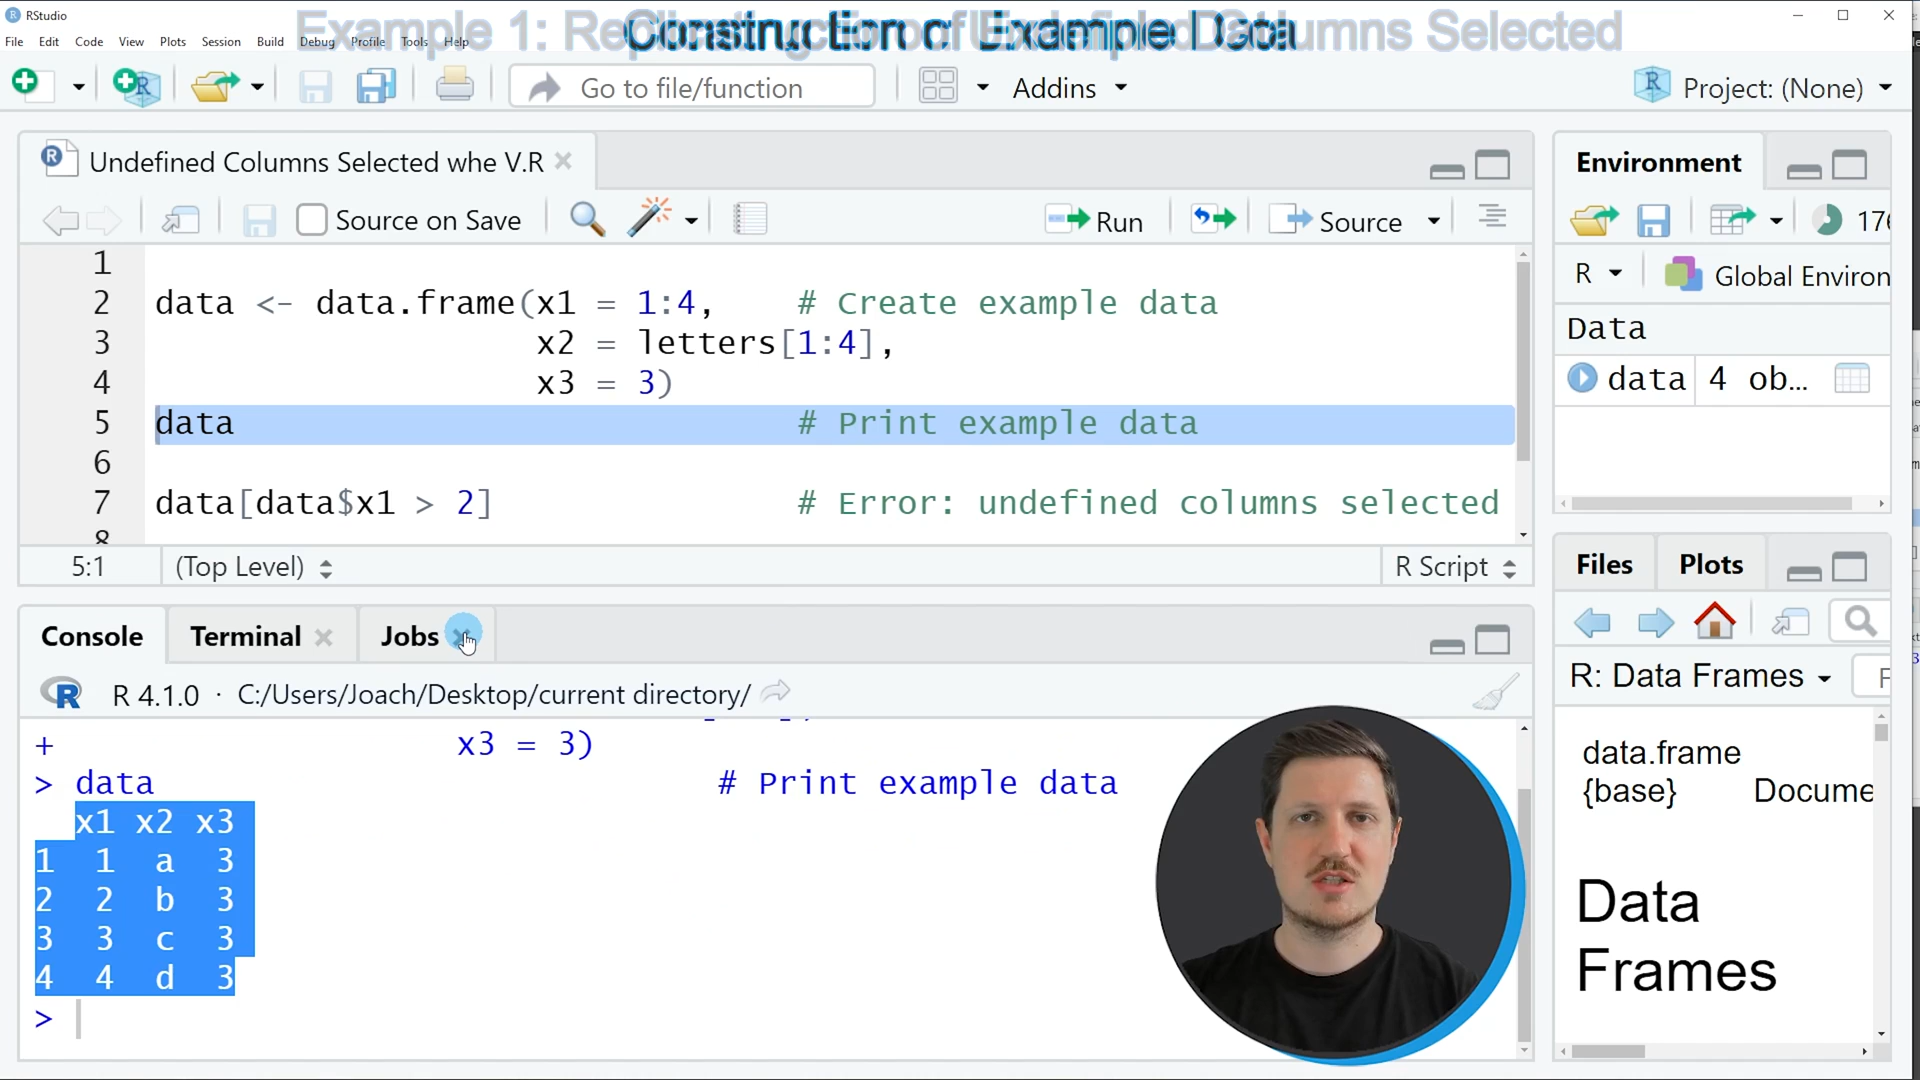 RStudio
Construction of Example Data
File Edit Code View Plots Session Build Debug Profile Tools Help
Go to file/function
Addins
Project: (None)
Undefined Columns Selected whe V.R
Source on Save
Run
Source
1
2 data <- data.frame(x1 = 1:4, # Create example data
3 x2 = letters[1:4],
4 x3 = 3)
5 data # Print example data
6
7 data[data$x1 > 2] # Error: undefined columns selected
8
5:1 (Top Level) R Script
Console Terminal Jobs
R 4.1.0 · C:/Users/Joach/Desktop/current directory/
+ x3 = 3)
> data # Print example data
x1 x2 x3
1 1 a 3
2 2 b 3
3 3 c 3
4 4 d 3
>
Environment
R Global Environ
Data
data 4 ob...
Files Plots
R: Data Frames
data.frame
{base} Docume
Data
Frames